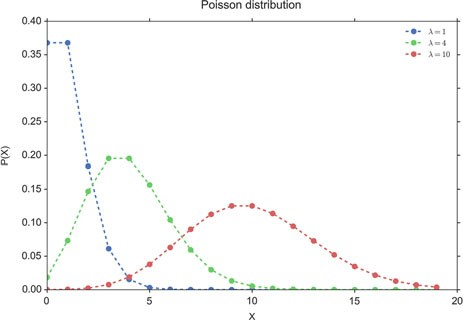 Poisson distribution
0.40
0.35
0.30
0.25
0.20
0.15
0.10
0.05
0.00
P(X)
λ = 1
λ = 4
λ = 10
0 5 10 15 20
X